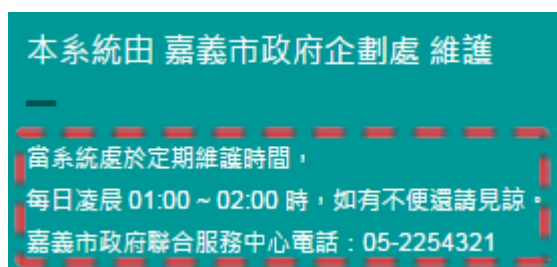 本系統由 嘉義市政府企劃處 維護
當系統處於定期維護時間，
每日凌晨 01:00 ~ 02:00 時，如有不便還請見諒。
嘉義市政府聯合服務中心電話：05-2254321